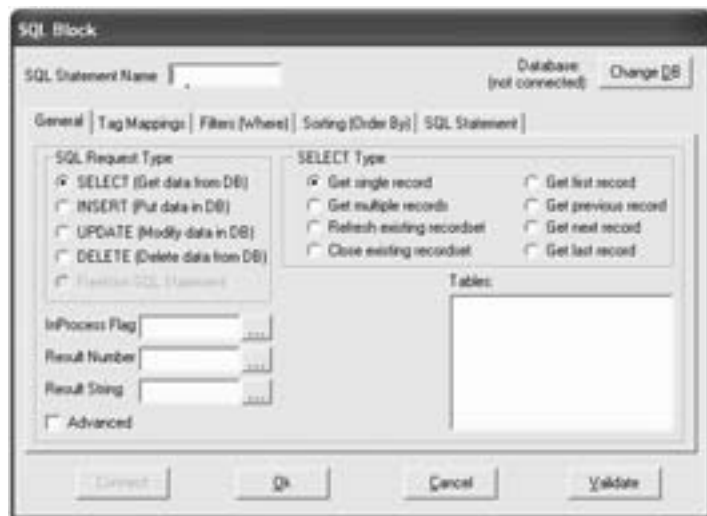 SQL Block
SQL Statement Name
Database:
(not connected)
Change DB
General
Tag Mappings
Filters (Where)
Sorting (Order By)
SQL Statement
SQL Request Type
SELECT (Get data from DB)
INSERT (Put data in DB)
UPDATE (Modify data in DB)
DELETE (Delete data from DB)
SQL Statement
SELECT Type
Get single record
Get multiple records
Refresh existing recordset
Close existing recordset
Get first record
Get previous record
Get next record
Get last record
Tables:
InProcess Flag
...
Result Number
...
Result String
...
Advanced
Connect
Ok
Cancel
Validate